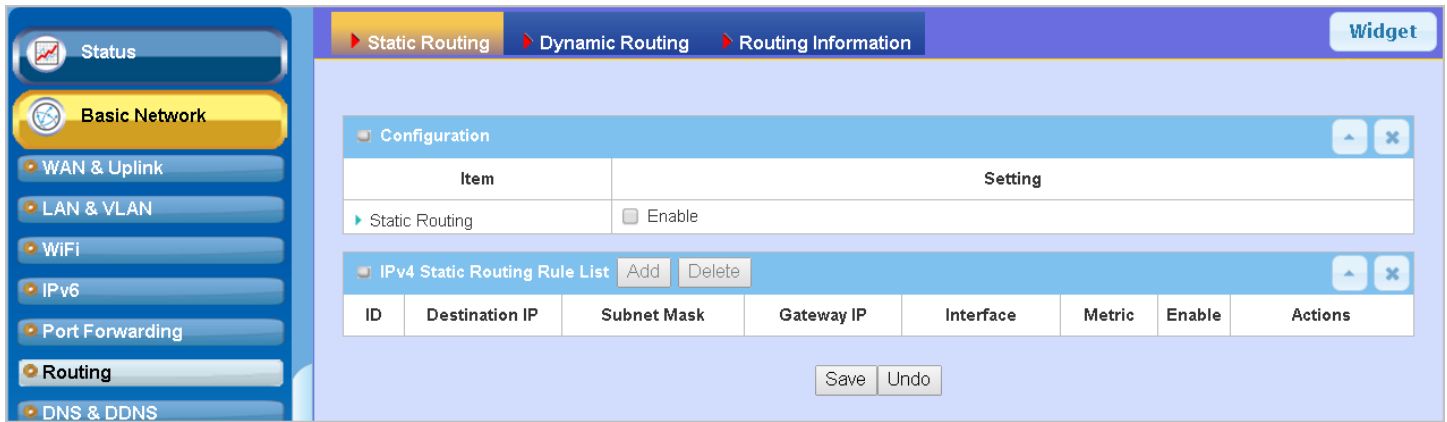 Status
Basic Network
WAN & Uplink
LAN & VLAN
WiFi
IPv6
Port Forwarding
Routing
DNS & DDNS
Static Routing Dynamic Routing Routing Information Widget
Configuration
Item Setting
Static Routing Enable
IPv4 Static Routing Rule List Add Delete
ID Destination IP Subnet Mask Gateway IP Interface Metric Enable Actions
Save Undo